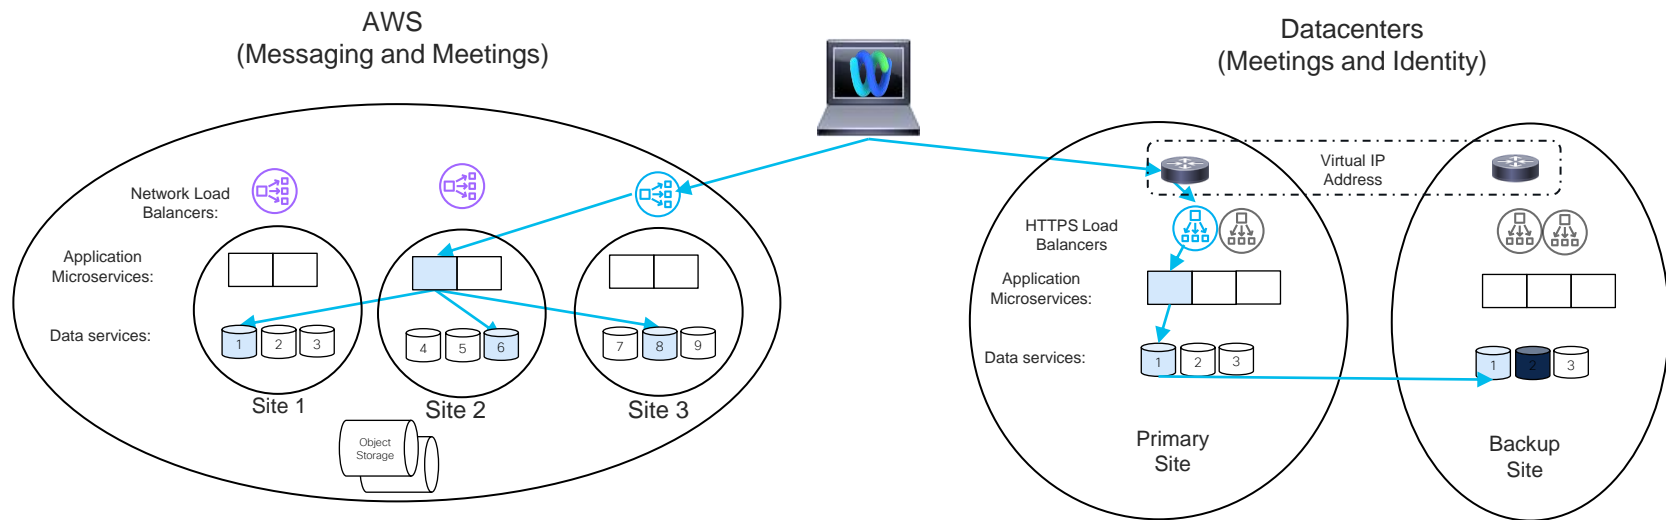 AWS
(Messaging and Meetings)
Datacenters
(Meetings and Identity)
Network Load
Balancers:
Application
Microservices:
Data services:
1
2
3
4
5
6
7
8
9
Site 1
Site 2
Site 3
Object
Storage
Virtual IP
Address
HTTPS Load
Balancers
Application
Microservices:
Data services:
1
2
3
1
2
3
Primary
Site
Backup
Site